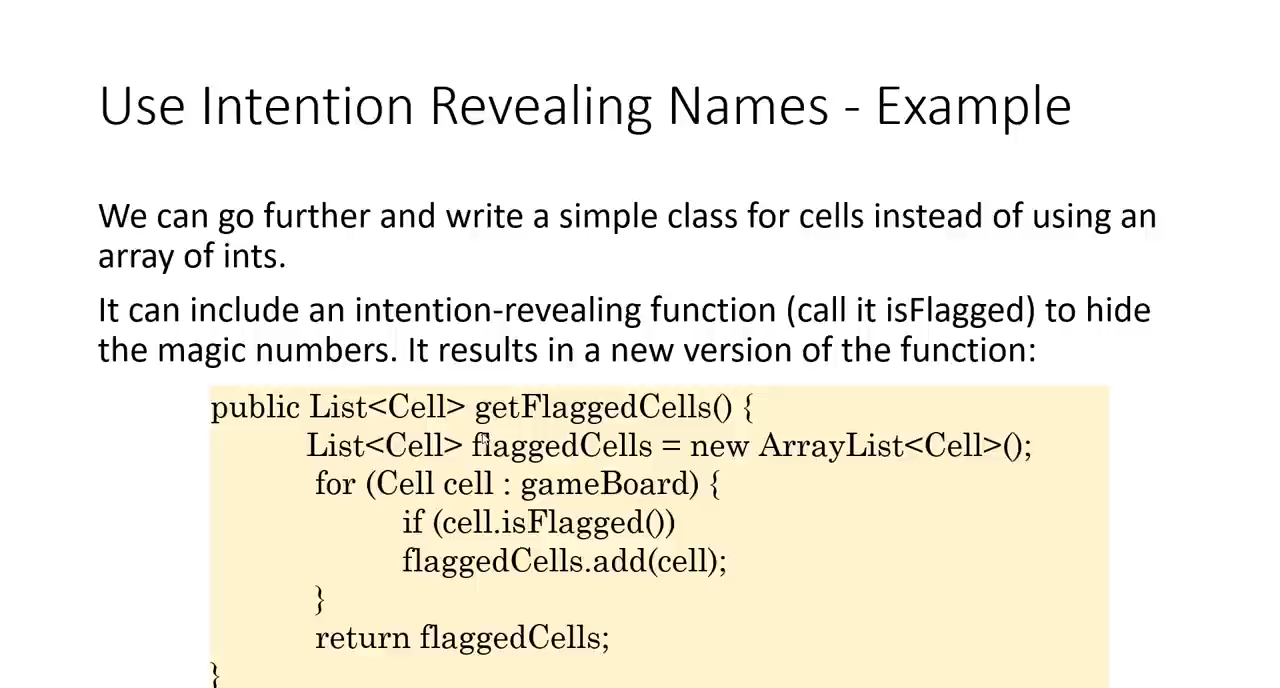 Use Intention Revealing Names - Example
We can go further and write a simple class for cells instead of using an
array of ints.
It can include an intention-revealing function (call it isFlagged) to hide
the magic numbers. It results in a new version of the function:
public List<Cell> getFlaggedCells() {
List<Cell> flaggedCells = new ArrayList<Cell>();
for (Cell cell : gameBoard) {
if (cell.isFlagged())
flaggedCells.add(cell);
}
return flaggedCells;
}